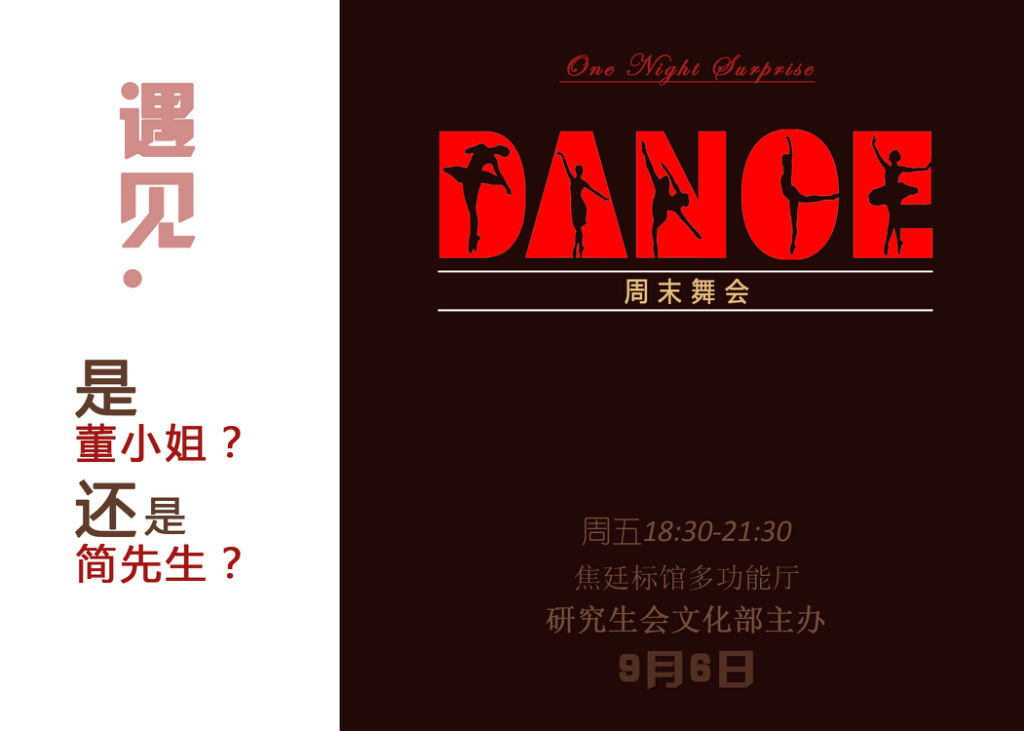 遇见·
是
董小姐？
还是
简先生？
One Night Surprise
DANCE
周末舞会
周五18:30-21:30
焦廷标馆多功能厅
研究生会文化部主办
9月6日